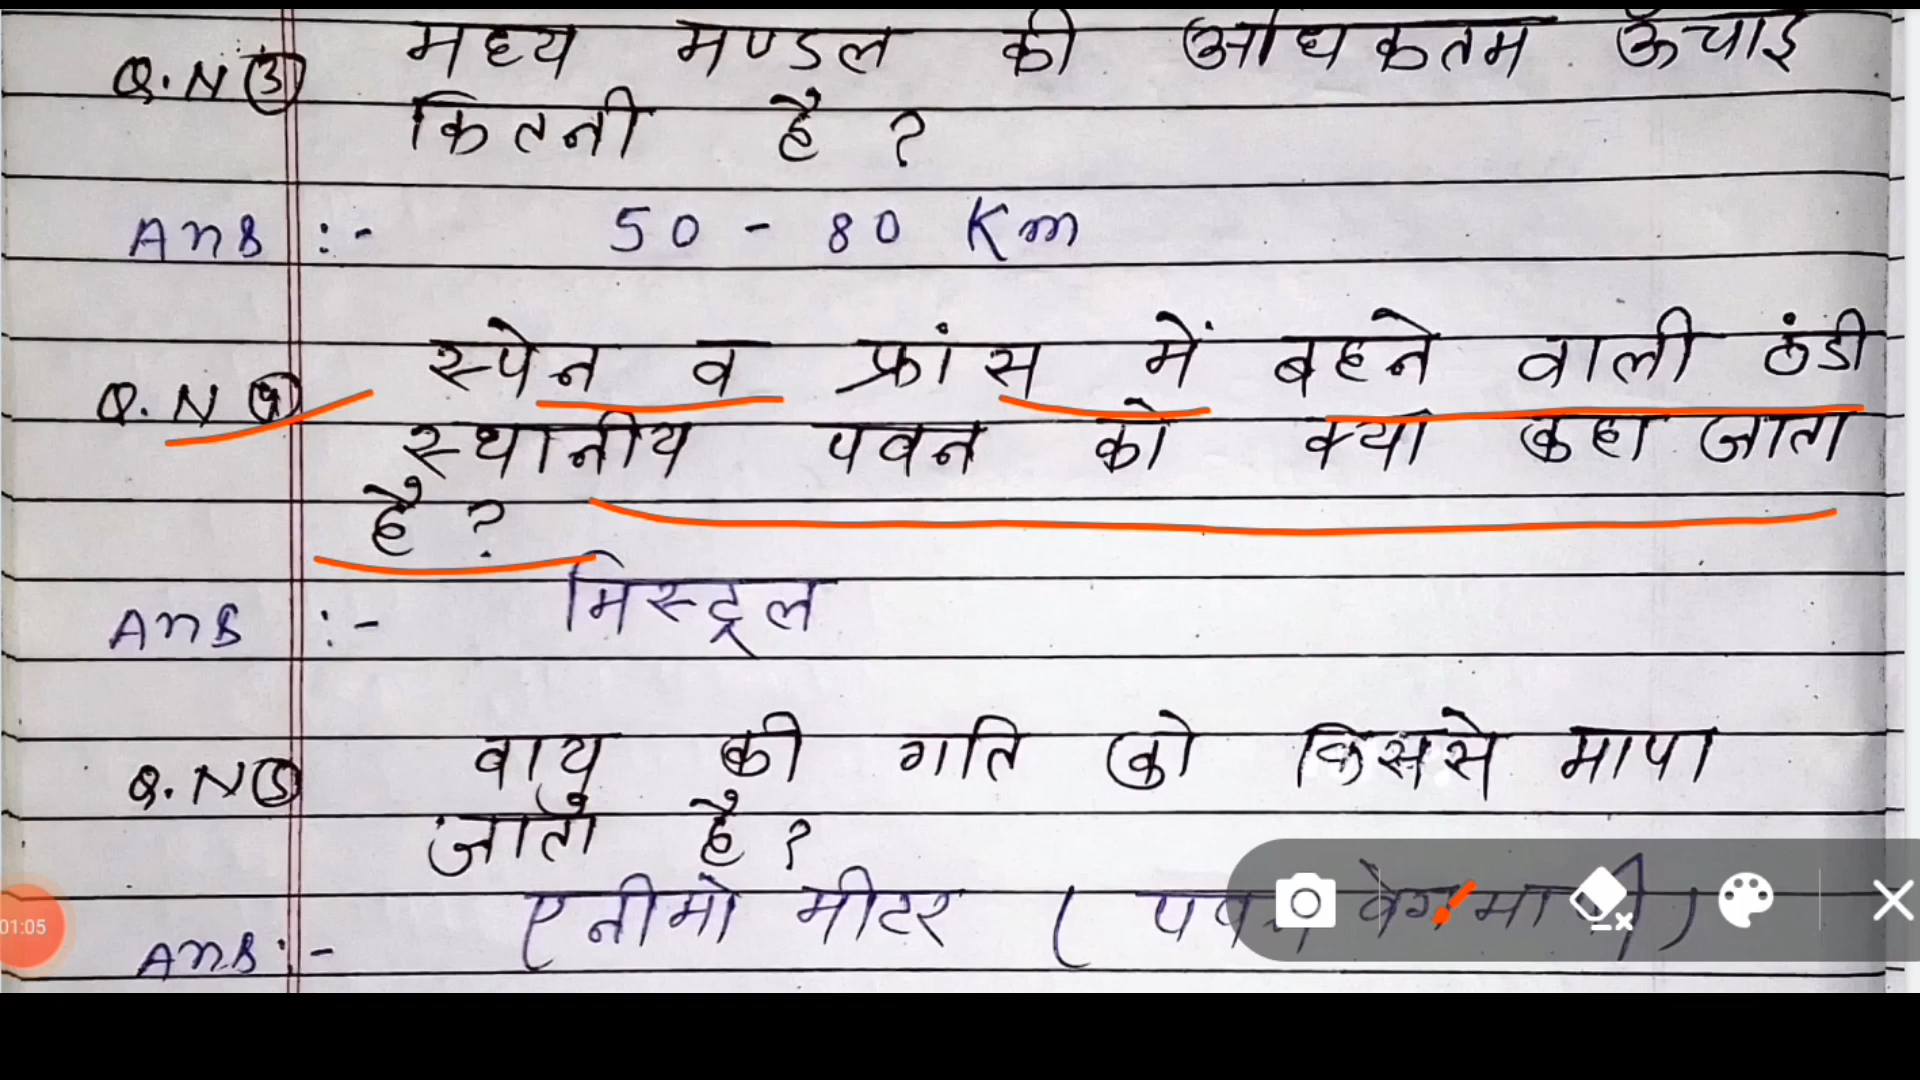 Q.N ③ मध्य मण्डल की अधिकतम ऊँचाई
कितनी है ?
Ans :- 50 - 80 Km
Q.N ④ स्पेन व फ्रांस में बहने वाली ठंडी
स्थानीय पवन को क्या कहा जाता
है ?
Ans :- मिस्ट्रल
Q.N ⑤ वायु की गति को किससे मापा
जाता है ?
Ans :- एनीमो मीटर ( पवन वेग मापी )
01:05